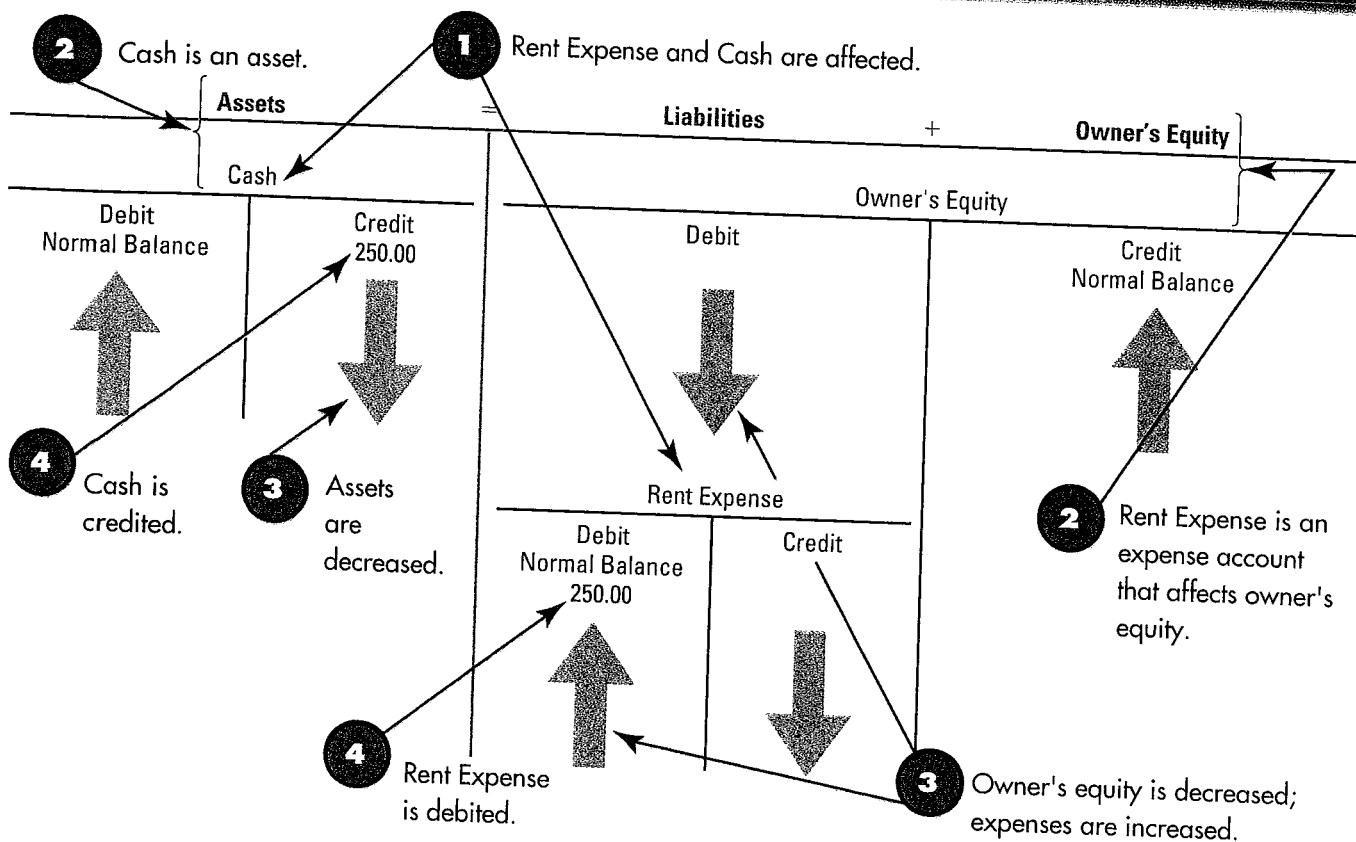 2 Cash is an asset.
1 Rent Expense and Cash are affected.
Assets = Liabilities + Owner's Equity
Cash
Owner's Equity
Debit
Normal Balance
Credit
250.00
Debit
Credit
Normal Balance
4 Cash is
credited.
3 Assets
are
decreased.
Rent Expense
Debit
Normal Balance
250.00
Credit
2 Rent Expense is an
expense account
that affects owner's
equity.
4 Rent Expense
is debited.
3 Owner's equity is decreased;
expenses are increased.